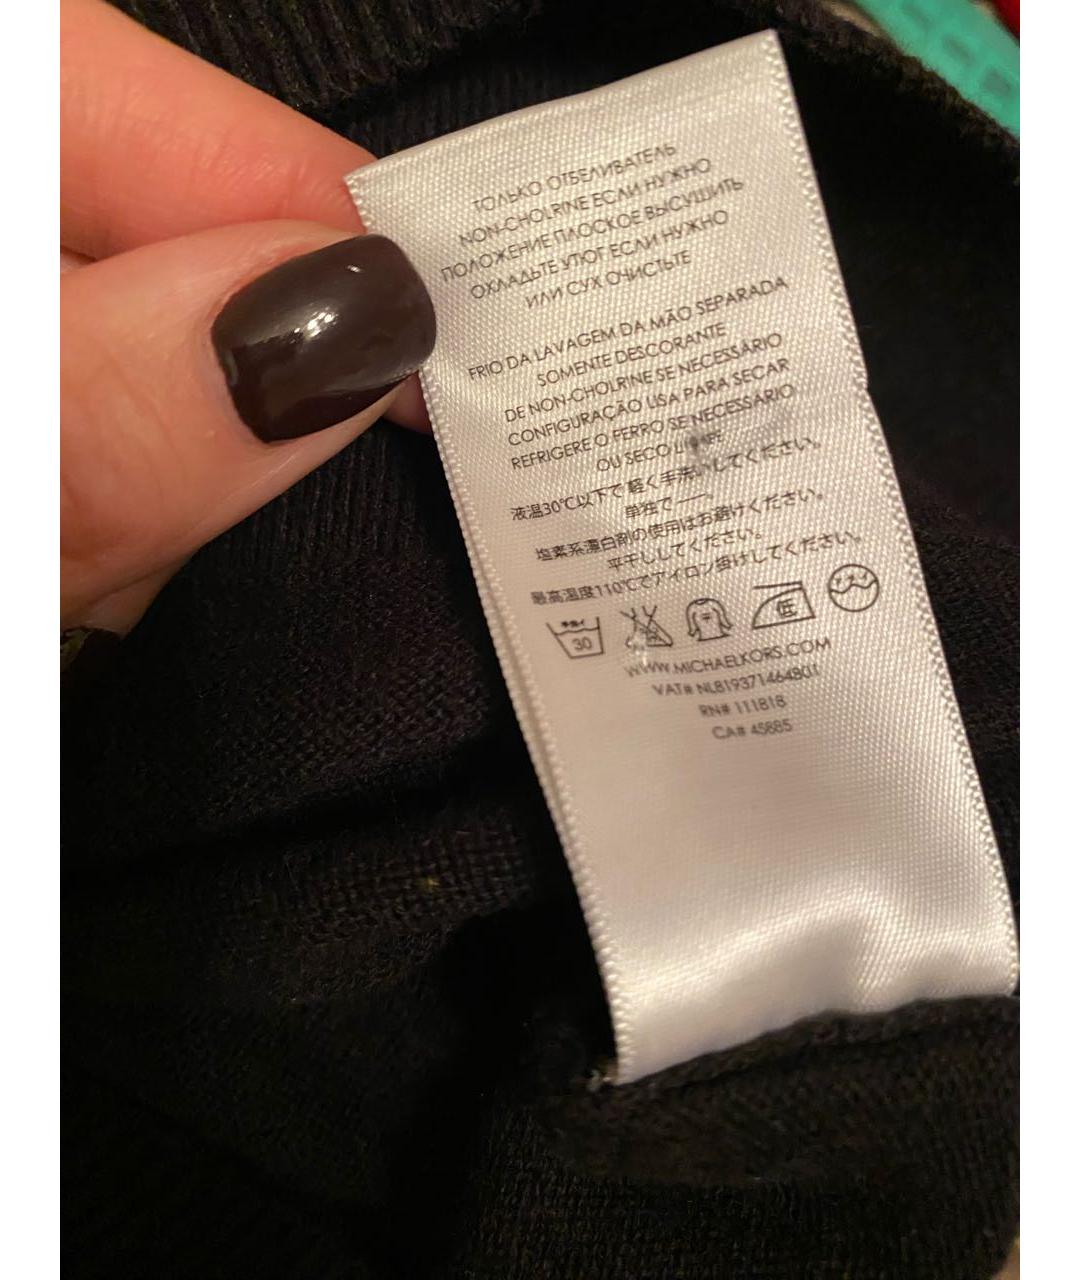 ТОЛЬКО ОТБЕЛИВАТЕЛЬ
NON-CHOLRINE ЕСЛИ НУЖНО
ПОЛОЖЕНИЕ ПЛОСКОЕ ВЫСУШИТЬ
ОХЛАДЬТЕ УТЮГ ЕСЛИ НУЖНО
ИЛИ СУХ ОЧИСТЬТЕ
FRIO DA LAVAGEM DA MÃO SEPARADA
SOMENTE DESCORANTE
DE NON-CHOLRINE SE NECESSÁRIO
CONFIGURAÇÃO LISA PARA SECAR
REFRIGERE O FERRO SE NECESSÁRIO
OU SECO
液温30℃以下で軽く手洗いしてください。
単独で——。
塩素系漂白剤の使用はお避けください。
平干ししてください。
最高温度110℃でアイロン掛けしてください。
手洗イ
30
低
WWW.MICHAELKORS.COM
VAT# NL819371464B01
RN# 111818
CA# 45885